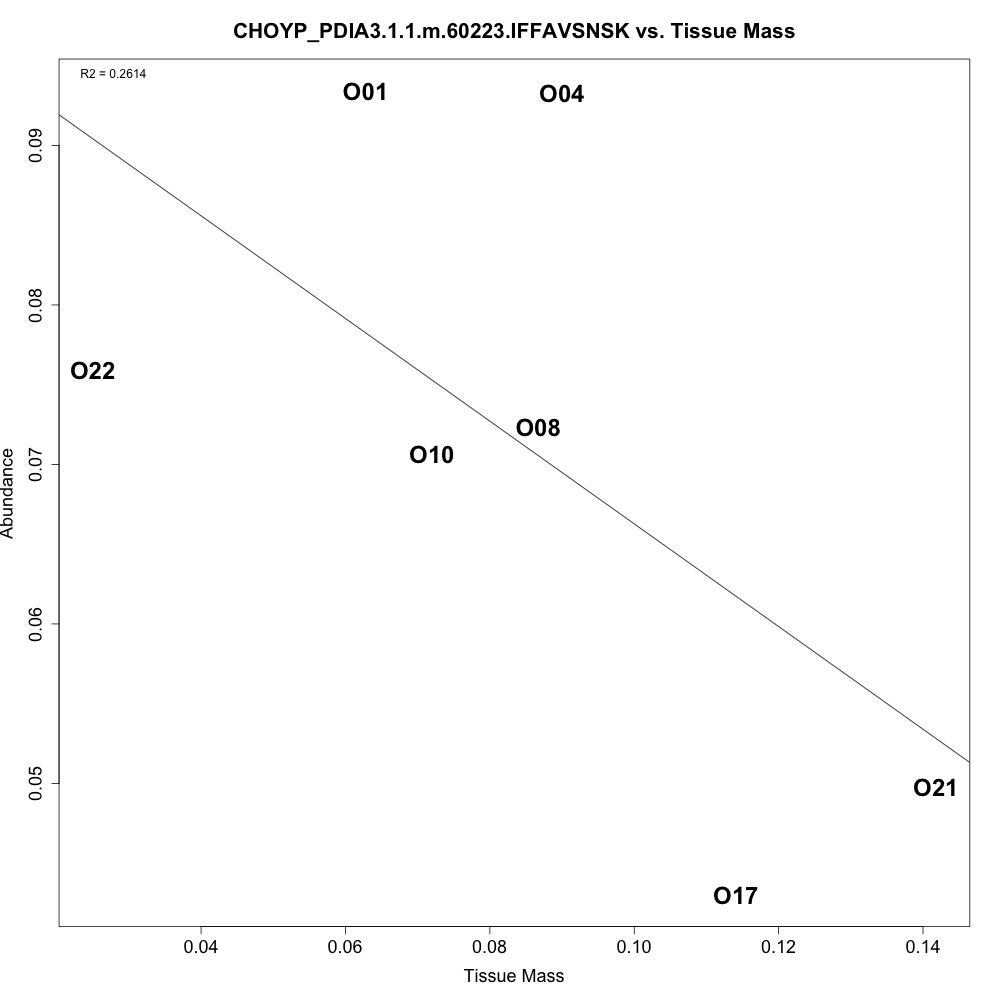 CHOYP_PDIA3.1.1.m.60223.IFFAVSNSK vs. Tissue Mass
R2 = 0.2614
O01
O04
0.09
0.08
O22
O08
O10
0.07
Abundance
0.06
0.05
O21
O17
0.04 0.06 0.08 0.10 0.12 0.14
Tissue Mass